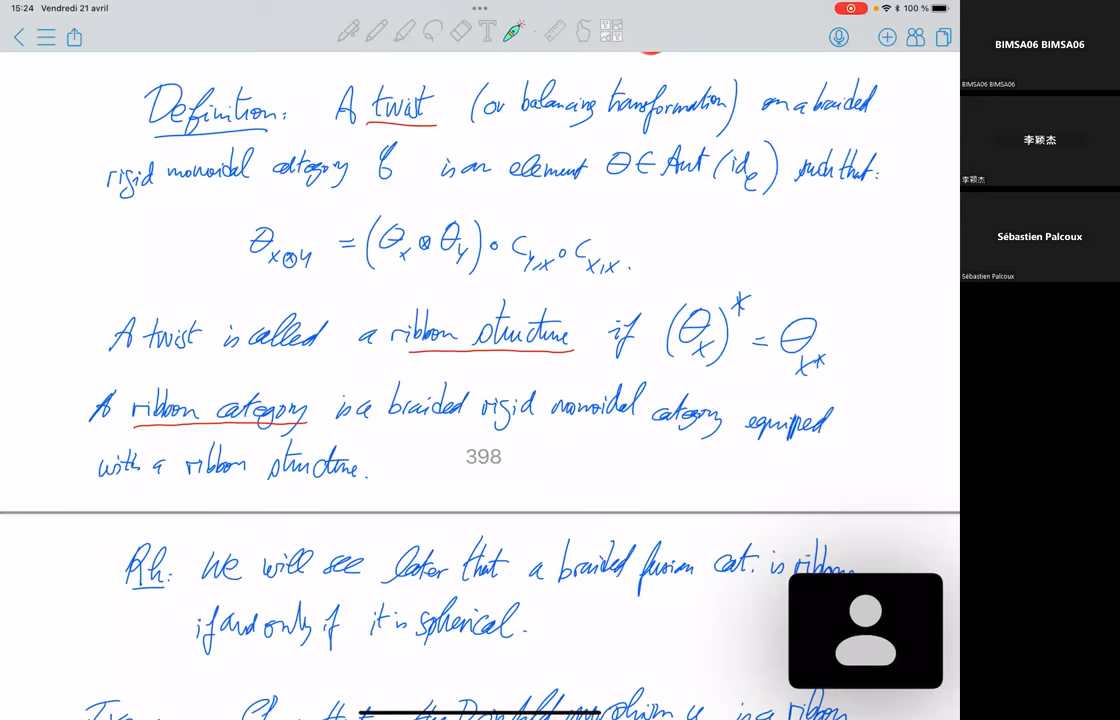 15:24 Vendredi 21 avril
100 %
Definition: A twist (or balancing transformation) on a braided
rigid monoidal category C is an element θ ∈ Aut(id_C) such that:
θ_{X⊗Y} = (θ_X ⊗ θ_Y) ∘ c_{Y,X} ∘ c_{X,Y}.
A twist is called a ribbon structure if (θ_X)^* = θ_{X^*}
A ribbon category is a braided rigid monoidal category equipped
with a ribbon structure.
398
Rk: We will see later that a braided fusion cat. is ribbon
if and only if it is spherical.
BIMSA06 BIMSA06
BIMSA06 BIMSA06
李颖杰
李颖杰
Sébastien Palcoux
Sébastien Palcoux